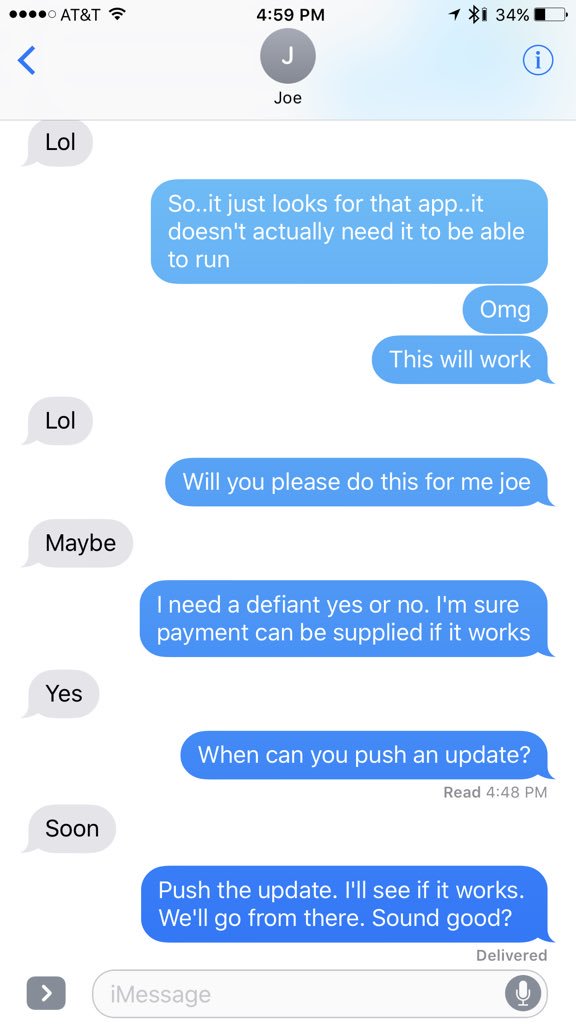 AT&T 4:59 PM 34%
J
Joe
Lol
So..it just looks for that app..it
doesn't actually need it to be able
to run
Omg
This will work
Lol
Will you please do this for me joe
Maybe
I need a defiant yes or no. I'm sure
payment can be supplied if it works
Yes
When can you push an update?
Read 4:48 PM
Soon
Push the update. I'll see if it works.
We'll go from there. Sound good?
Delivered
iMessage